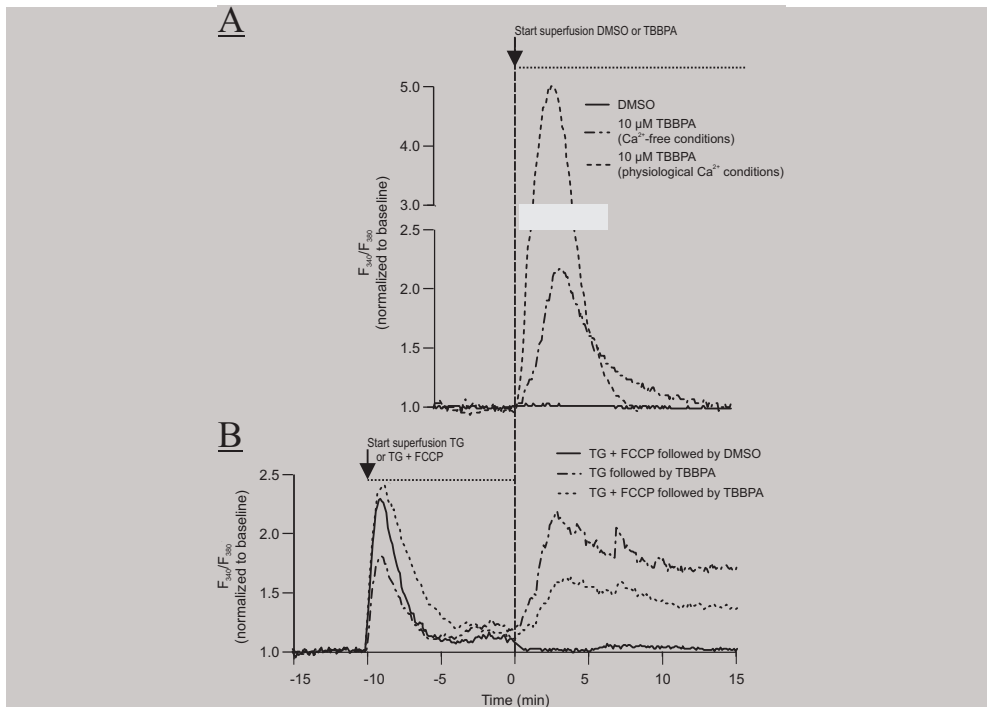 A
Start superfusion DMSO or TBBPA
5.0
4.0
3.0
2.5
2.0
1.5
1.0
F340/F380
(normalized to baseline)
DMSO
10 µM TBBPA
(Ca2+-free conditions)
10 µM TBBPA
(physiological Ca2+ conditions)
B
Start superfusion TG
or TG + FCCP
2.5
2.0
1.5
1.0
F340/F380
(normalized to baseline)
TG + FCCP followed by DMSO
TG followed by TBBPA
TG + FCCP followed by TBBPA
-15 -10 -5 0 5 10 15
Time (min)